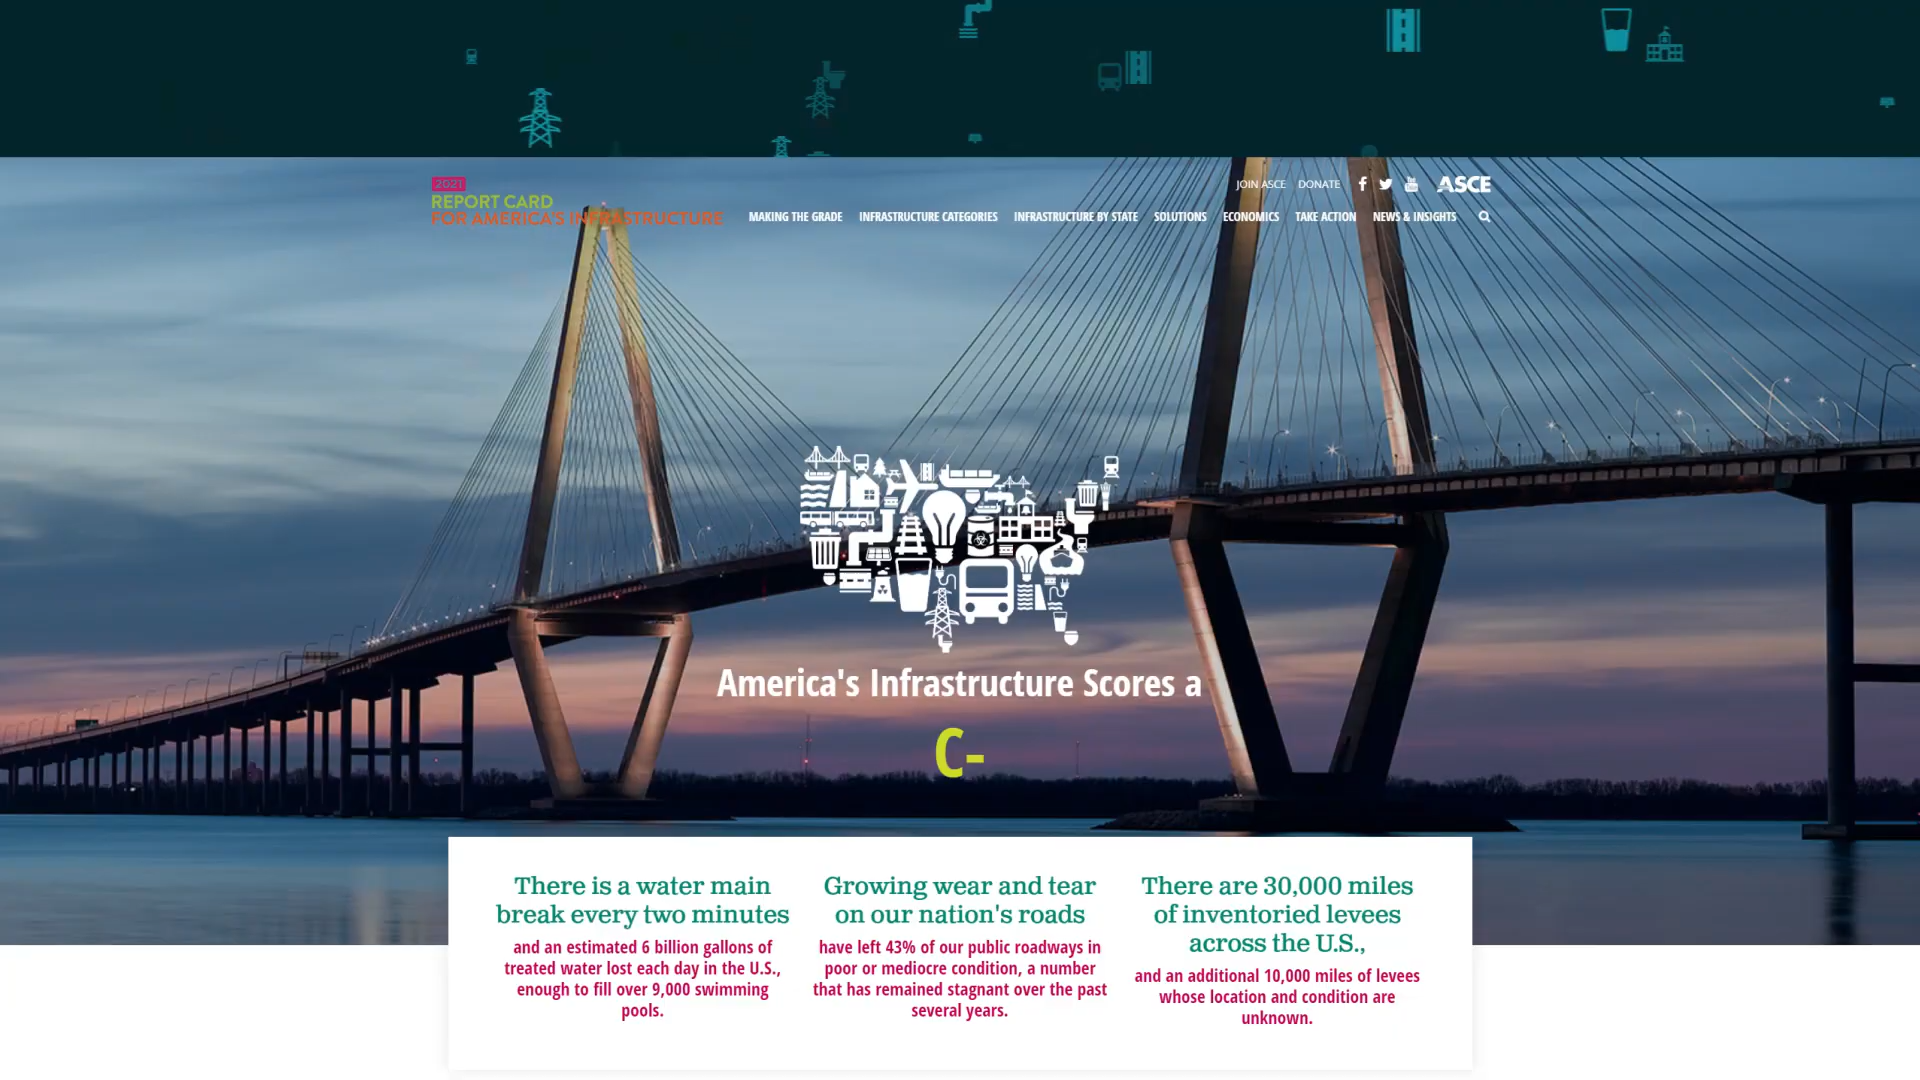 2021
REPORT CARD
FOR AMERICA'S INFRASTRUCTURE
JOIN ASCE DONATE You Tube ASCE
MAKING THE GRADE INFRASTRUCTURE CATEGORIES INFRASTRUCTURE BY STATE SOLUTIONS ECONOMICS TAKE ACTION NEWS & INSIGHTS
America's Infrastructure Scores a
C-
There is a water main
break every two minutes
and an estimated 6 billion gallons of
treated water lost each day in the U.S.,
enough to fill over 9,000 swimming
pools.
Growing wear and tear
on our nation's roads
have left 43% of our public roadways in
poor or mediocre condition, a number
that has remained stagnant over the past
several years.
There are 30,000 miles
of inventoried levees
across the U.S.,
and an additional 10,000 miles of levees
whose location and condition are
unknown.